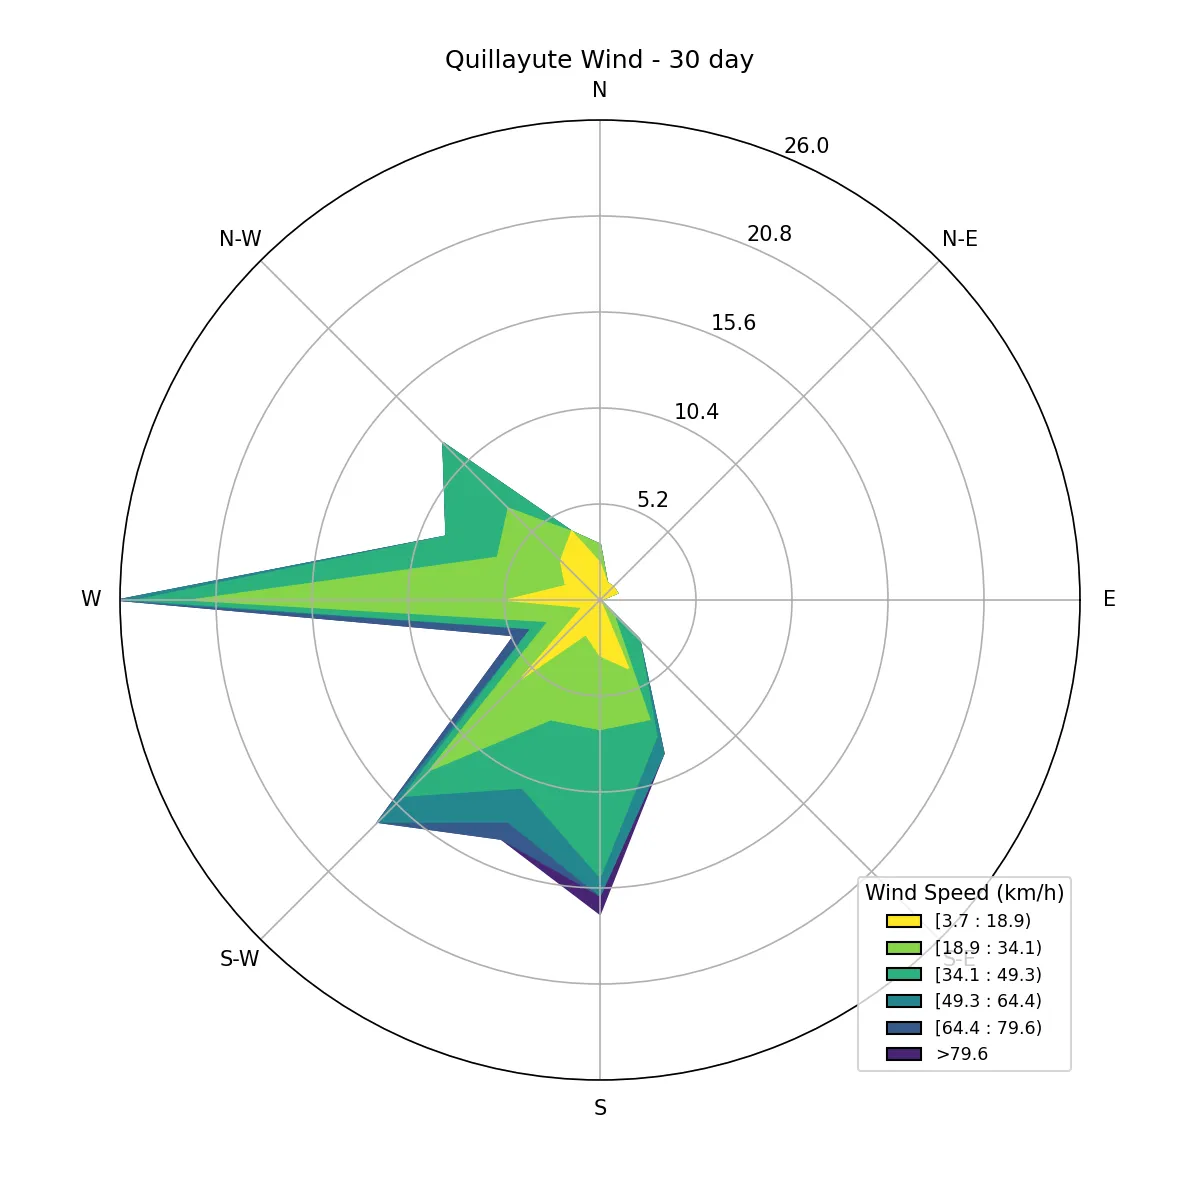 Quillayute Wind - 30 day
N
26.0
N-W
N-E
20.8
15.6
10.4
5.2
W
E
S-W
S-E
S
Wind Speed (km/h)
[3.7 : 18.9)
[18.9 : 34.1)
[34.1 : 49.3)
[49.3 : 64.4)
[64.4 : 79.6)
>79.6